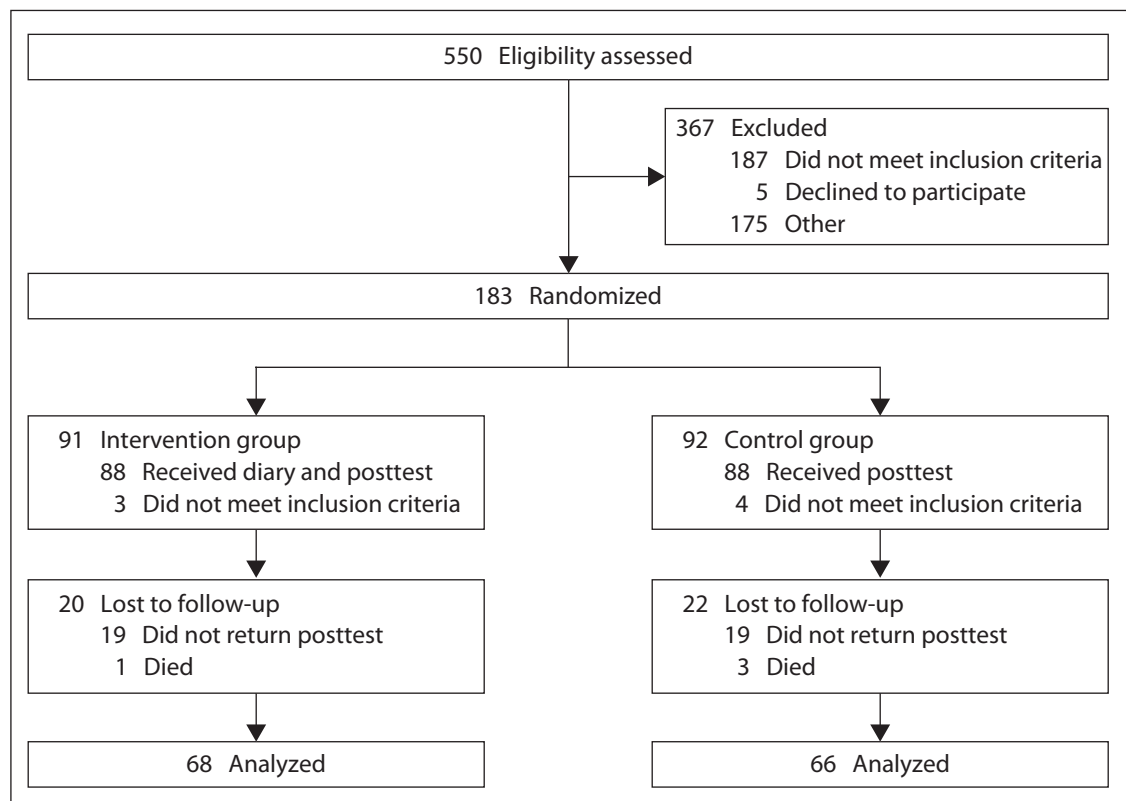 550 Eligibility assessed
367 Excluded
187 Did not meet inclusion criteria
5 Declined to participate
175 Other
183 Randomized
91 Intervention group
88 Received diary and posttest
3 Did not meet inclusion criteria
92 Control group
88 Received posttest
4 Did not meet inclusion criteria
20 Lost to follow-up
19 Did not return posttest
1 Died
22 Lost to follow-up
19 Did not return posttest
3 Died
68 Analyzed
66 Analyzed